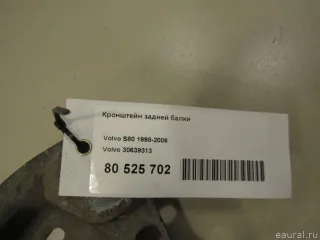 Кронштейн задней балки
Volvo S80 1998-2006
Volvo 30639313
80 525 702
eaural.ru